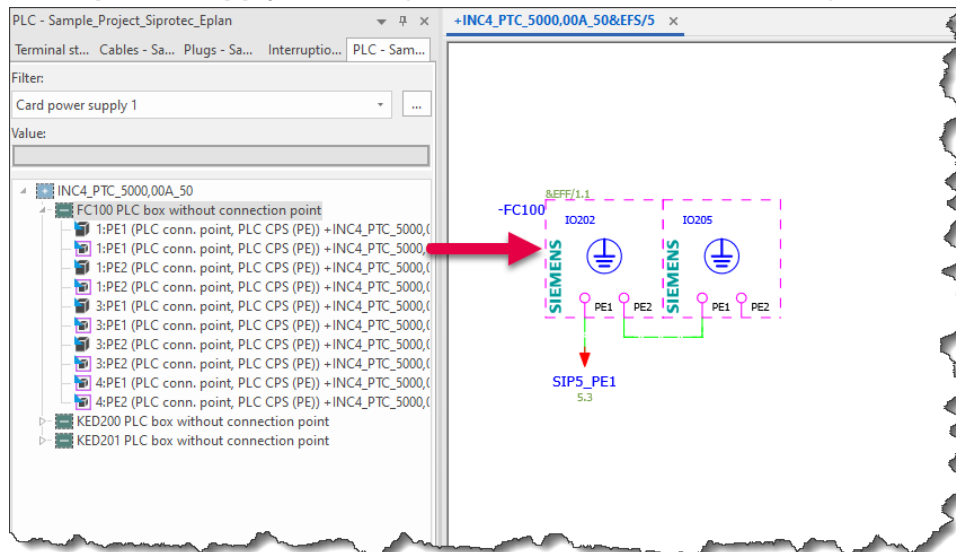 PLC - Sample_Project_Siprotec_Eplan
Terminal st... Cables - Sa... Plugs - Sa... Interruptio... PLC - Sam...
Filter:
Card power supply 1
...
Value:
INC4_PTC_5000,00A_50
FC100 PLC box without connection point
1:PE1 (PLC conn. point, PLC CPS (PE)) +INC4_PTC_5000,0
1:PE1 (PLC conn. point, PLC CPS (PE)) +INC4_PTC_5000,
1:PE2 (PLC conn. point, PLC CPS (PE)) +INC4_PTC_5000,0
1:PE2 (PLC conn. point, PLC CPS (PE)) +INC4_PTC_5000,0
3:PE1 (PLC conn. point, PLC CPS (PE)) +INC4_PTC_5000,0
3:PE1 (PLC conn. point, PLC CPS (PE)) +INC4_PTC_5000,0
3:PE2 (PLC conn. point, PLC CPS (PE)) +INC4_PTC_5000,0
3:PE2 (PLC conn. point, PLC CPS (PE)) +INC4_PTC_5000,0
4:PE1 (PLC conn. point, PLC CPS (PE)) +INC4_PTC_5000,0
4:PE2 (PLC conn. point, PLC CPS (PE)) +INC4_PTC_5000,0
KED200 PLC box without connection point
KED201 PLC box without connection point
+INC4_PTC_5000,00A_50&EFS/5
&EFF/1.1
-FC100
IO202
IO205
SIEMENS
SIEMENS
PE1
PE2
PE1
PE2
SIP5_PE1
5.3